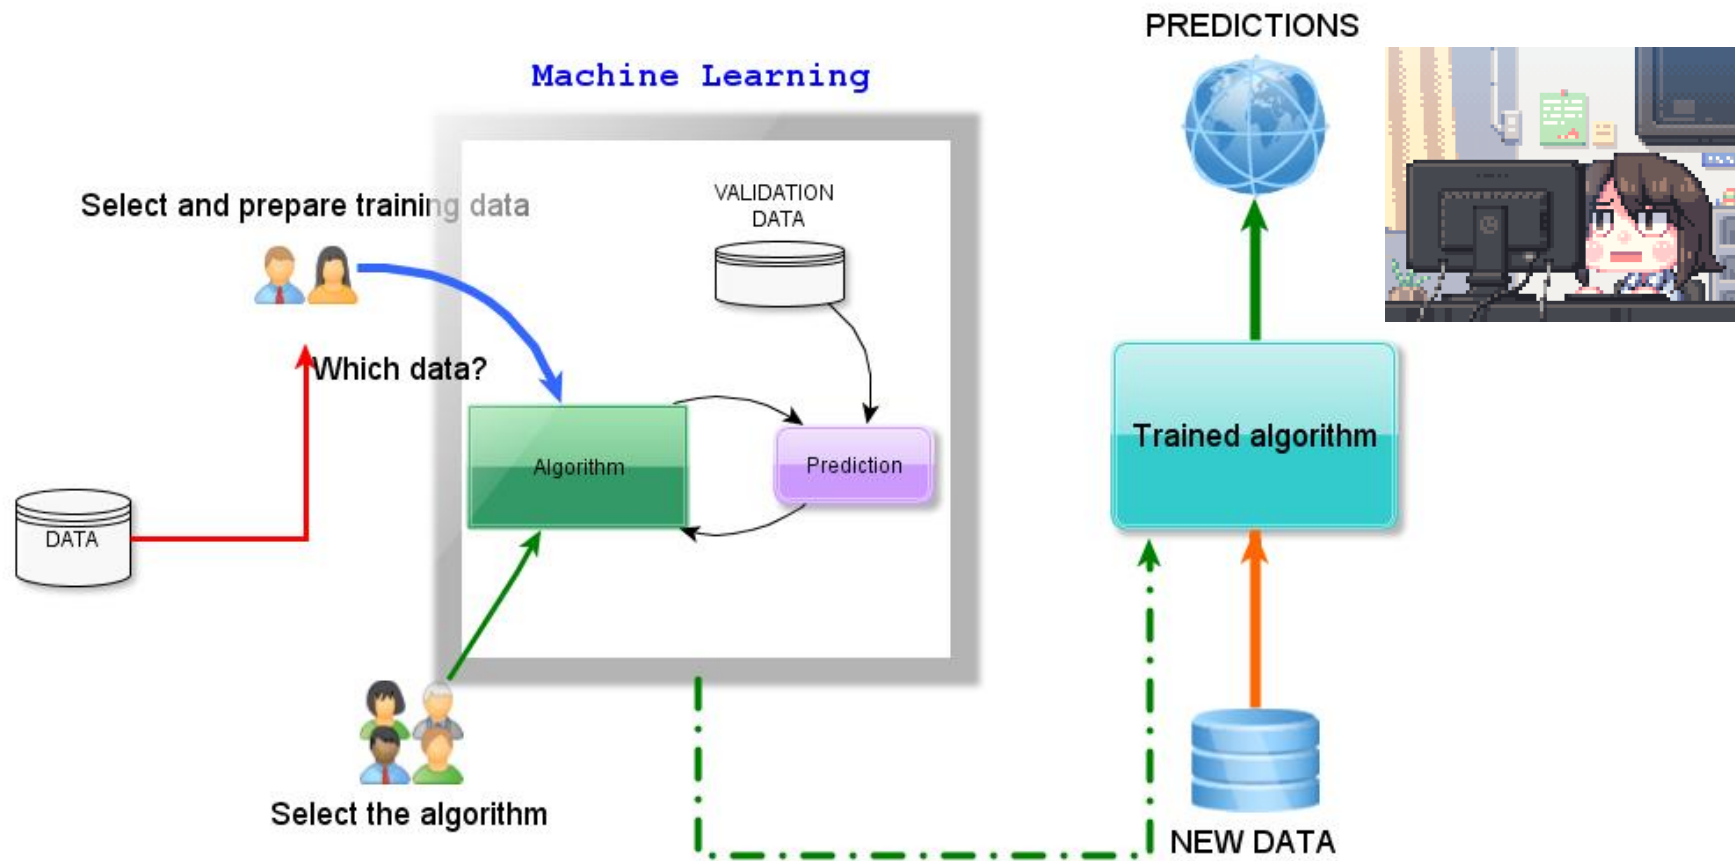 PREDICTIONS
Machine Learning
Select and prepare training data
VALIDATION
DATA
Which data?
Algorithm
Prediction
Trained algorithm
DATA
Select the algorithm
NEW DATA